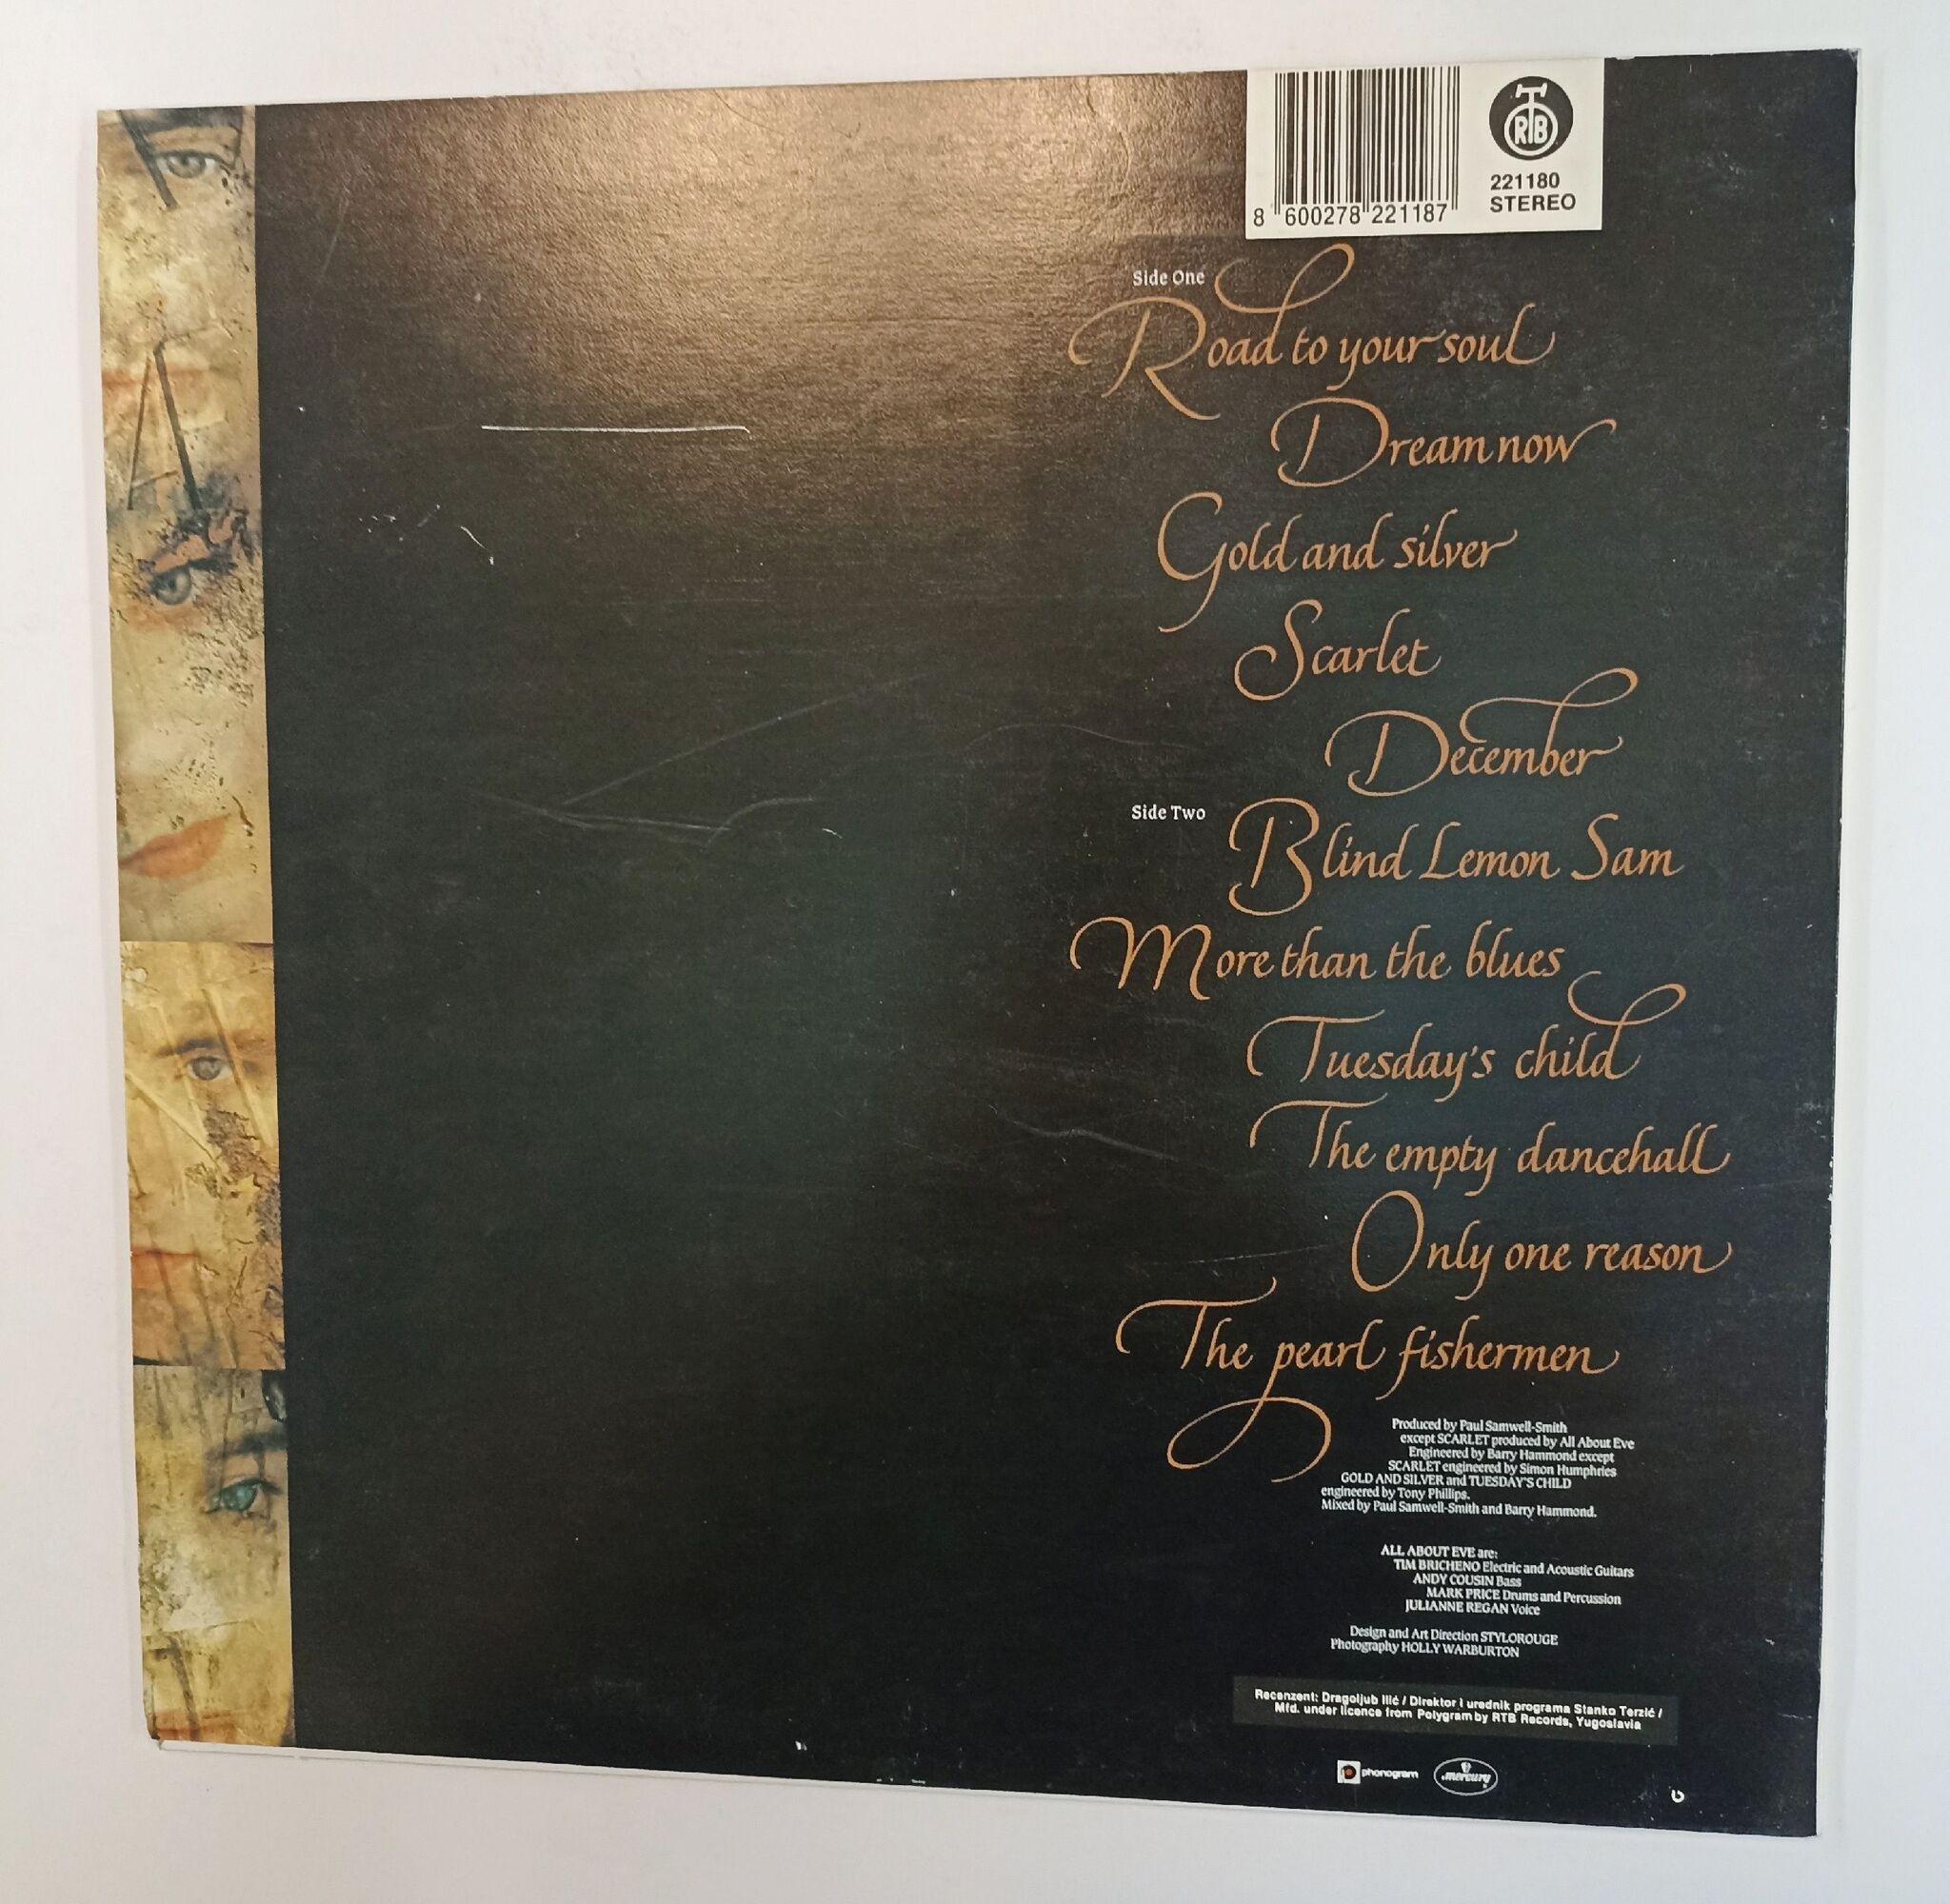 RTB
221180
STEREO
8 600278 221187
Side One
Road to your soul
Dream now
Gold and silver
Scarlet
December
Side Two
Blind Lemon Sam
More than the blues
Tuesday's child
The empty dancehall
Only one reason
The pearl fishermen
Produced by Paul Samwell-Smith
except SCARLET produced by All About Eve
Engineered by Barry Hammond except
SCARLET engineered by Simon Humphries
GOLD AND SILVER and TUESDAY'S CHILD
engineered by Tony Phillips.
Mixed by Paul Samwell-Smith and Barry Hammond.
ALL ABOUT EVE are:
TIM BRICHENO Electric and Acoustic Guitars
ANDY COUSIN Bass
MARK PRICE Drums and Percussion
JULIANNE REGAN Voice
Design and Art Direction STYLOROUGE
Photography HOLLY WARBURTON
Recenzent: Dragoljub Ilić / Direktor i urednik programa Stanko Terzić /
Mfd. under licence from Polygram by RTB Records, Yugoslavia
phonogram mercury